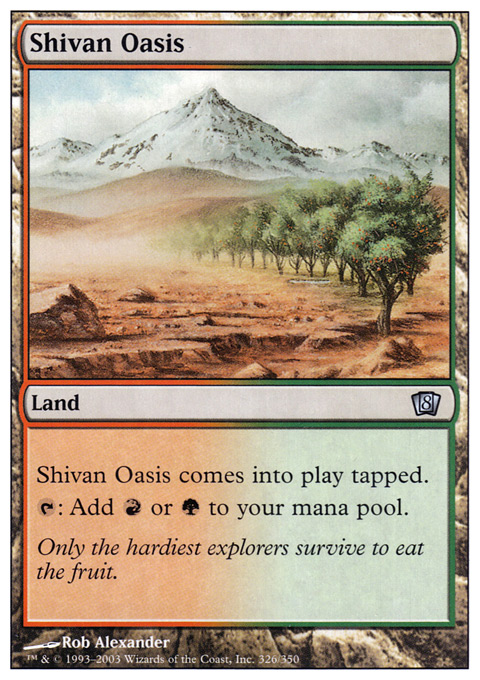 Shivan Oasis
Land
8
Shivan Oasis comes into play tapped.
: Add or to your mana pool.
Only the hardiest explorers survive to eat
the fruit.
Rob Alexander
™ & © 1993–2003 Wizards of the Coast, Inc. 326/350